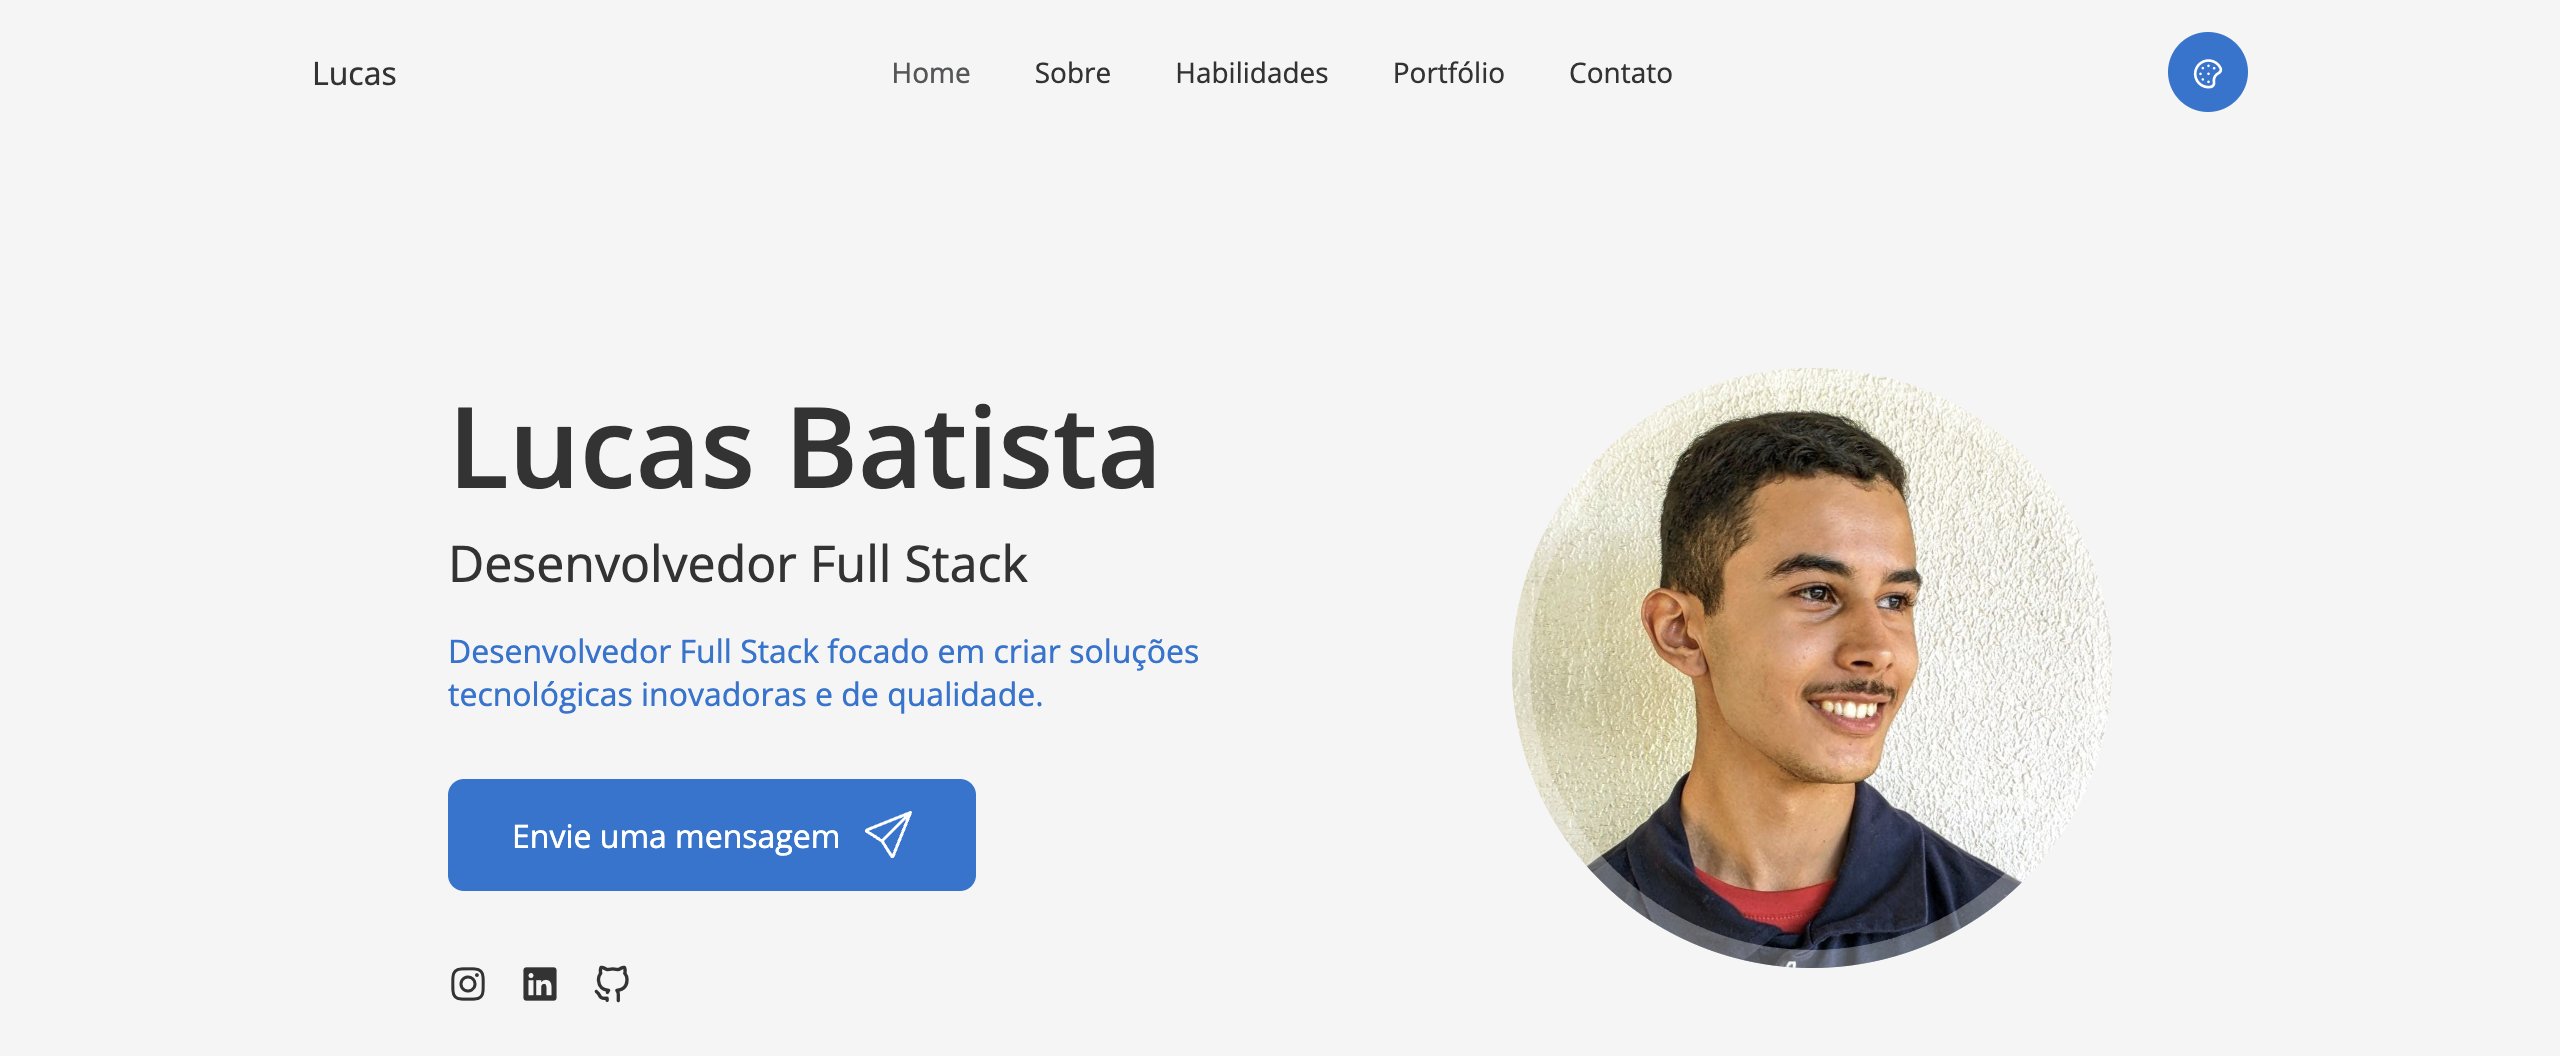 Lucas
Home
Sobre
Habilidades
Portfólio
Contato
Lucas Batista
Desenvolvedor Full Stack
Desenvolvedor Full Stack focado em criar soluções
tecnológicas inovadoras e de qualidade.
Envie uma mensagem
in